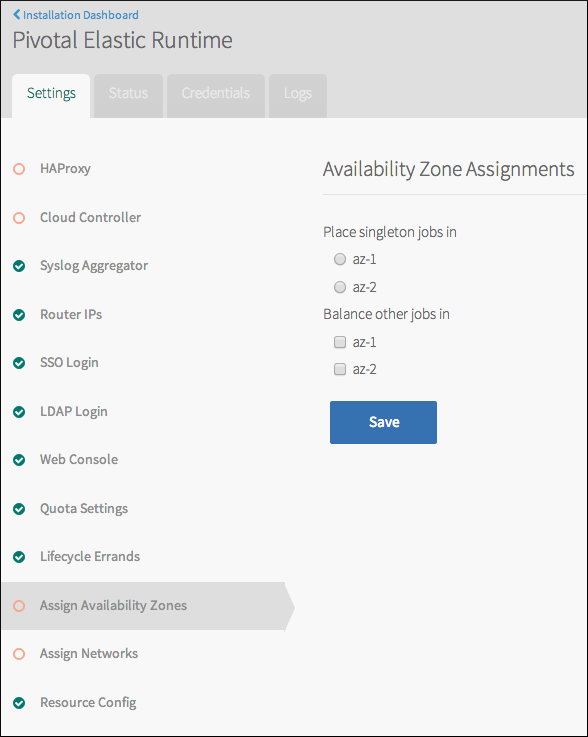 Installation Dashboard
Pivotal Elastic Runtime
Settings
Status
Credentials
Logs
HAProxy
Cloud Controller
Syslog Aggregator
Router IPs
SSO Login
LDAP Login
Web Console
Quota Settings
Lifecycle Errands
Assign Availability Zones
Assign Networks
Resource Config
Availability Zone Assignments
Place singleton jobs in
az-1
az-2
Balance other jobs in
az-1
az-2
Save